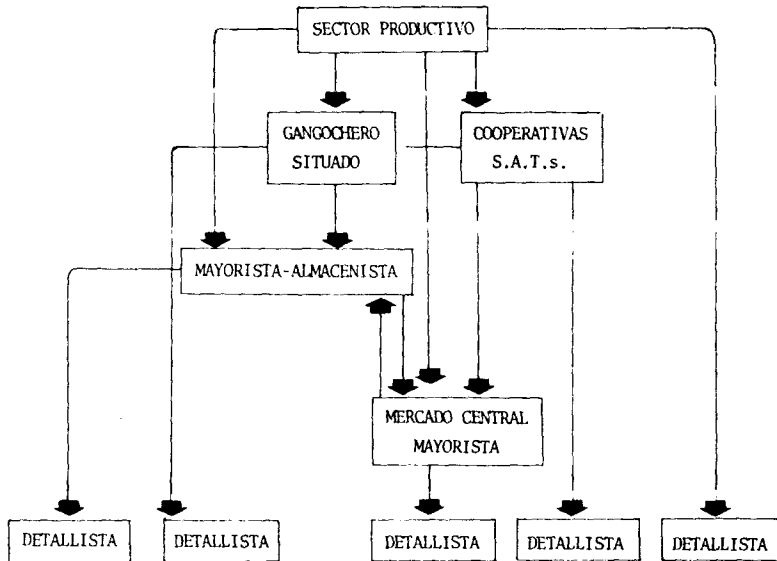 SECTOR PRODUCTIVO
GANGOCHERO
SITUADO
COOPERATIVAS
S.A.T.s.
MAYORISTA-ALMACENISTA
MERCADO CENTRAL
MAYORISTA
DETALLISTA
DETALLISTA
DETALLISTA
DETALLISTA
DETALLISTA